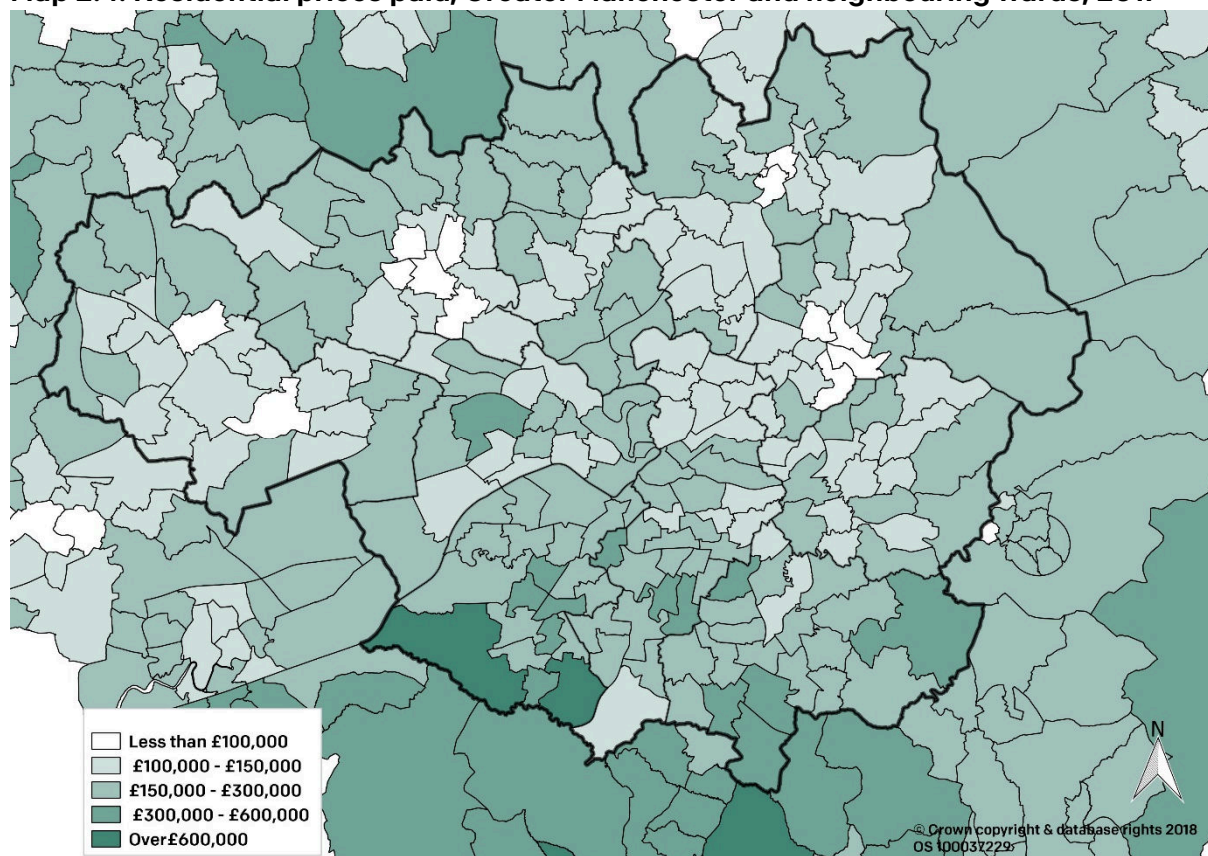 Less than £100,000
£100,000 - £150,000
£150,000 - £300,000
£300,000 - £600,000
Over£600,000
N
© Crown copyright & database rights 2018
OS 100037229